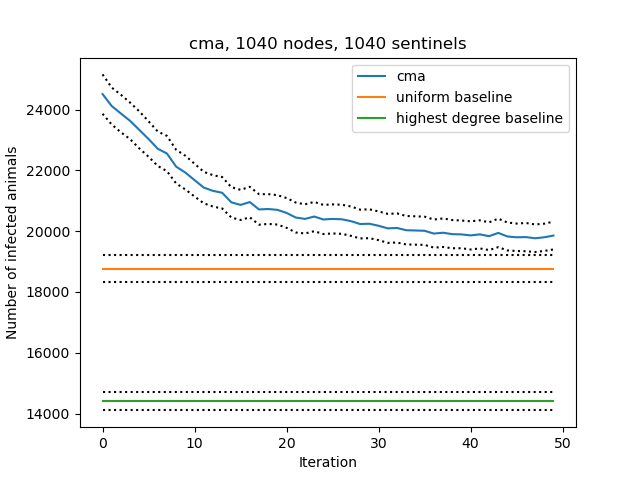 cma, 1040 nodes, 1040 sentinels
cma
uniform baseline
highest degree baseline
Number of infected animals
24000
22000
20000
18000
16000
14000
0 10 20 30 40 50
Iteration